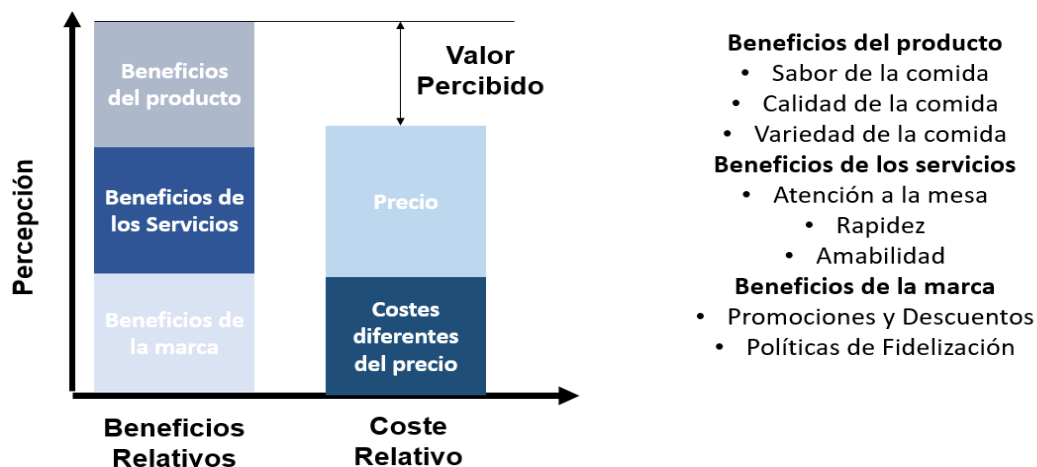 Percepción
Beneficios
del producto
Beneficios de
los Servicios
Beneficios de
la marca
Valor
Percibido
Precio
Costes
diferentes
del precio
Beneficios
Relativos
Coste
Relativo
Beneficios del producto
• Sabor de la comida
• Calidad de la comida
• Variedad de la comida
Beneficios de los servicios
• Atención a la mesa
• Rapidez
• Amabilidad
Beneficios de la marca
• Promociones y Descuentos
• Políticas de Fidelización